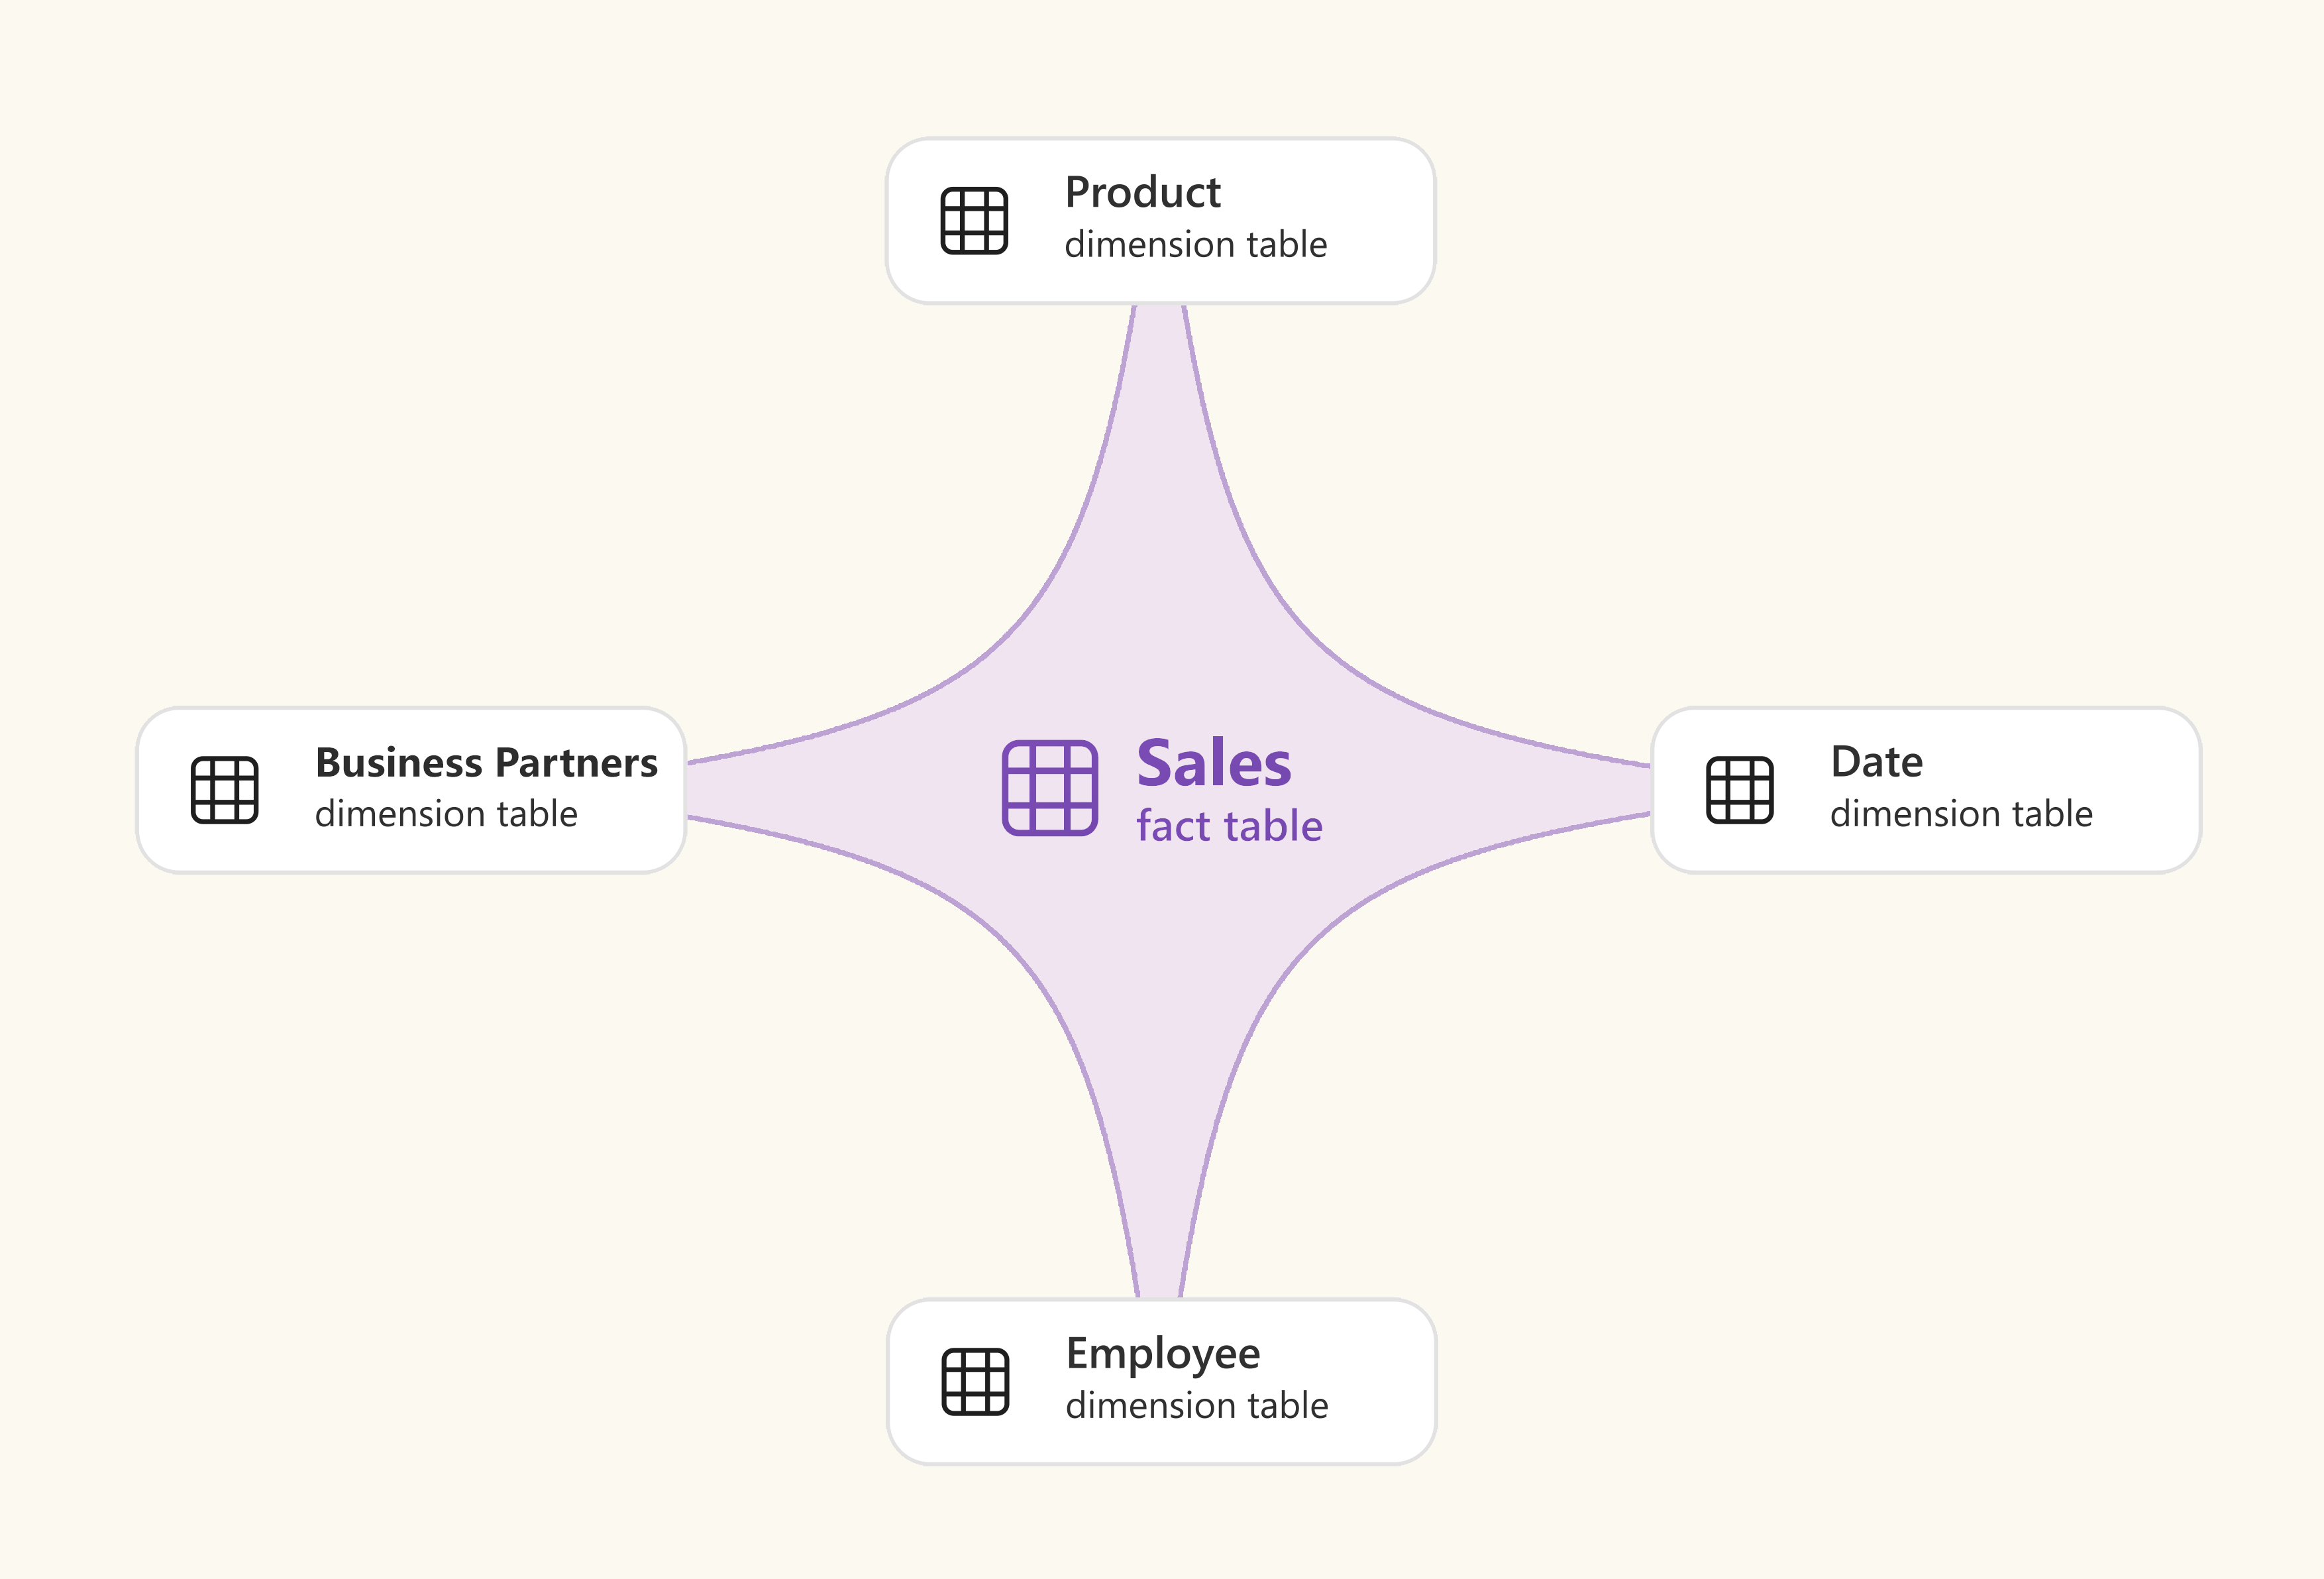 Product
dimension table
Business Partners
dimension table
Sales
fact table
Date
dimension table
Employee
dimension table